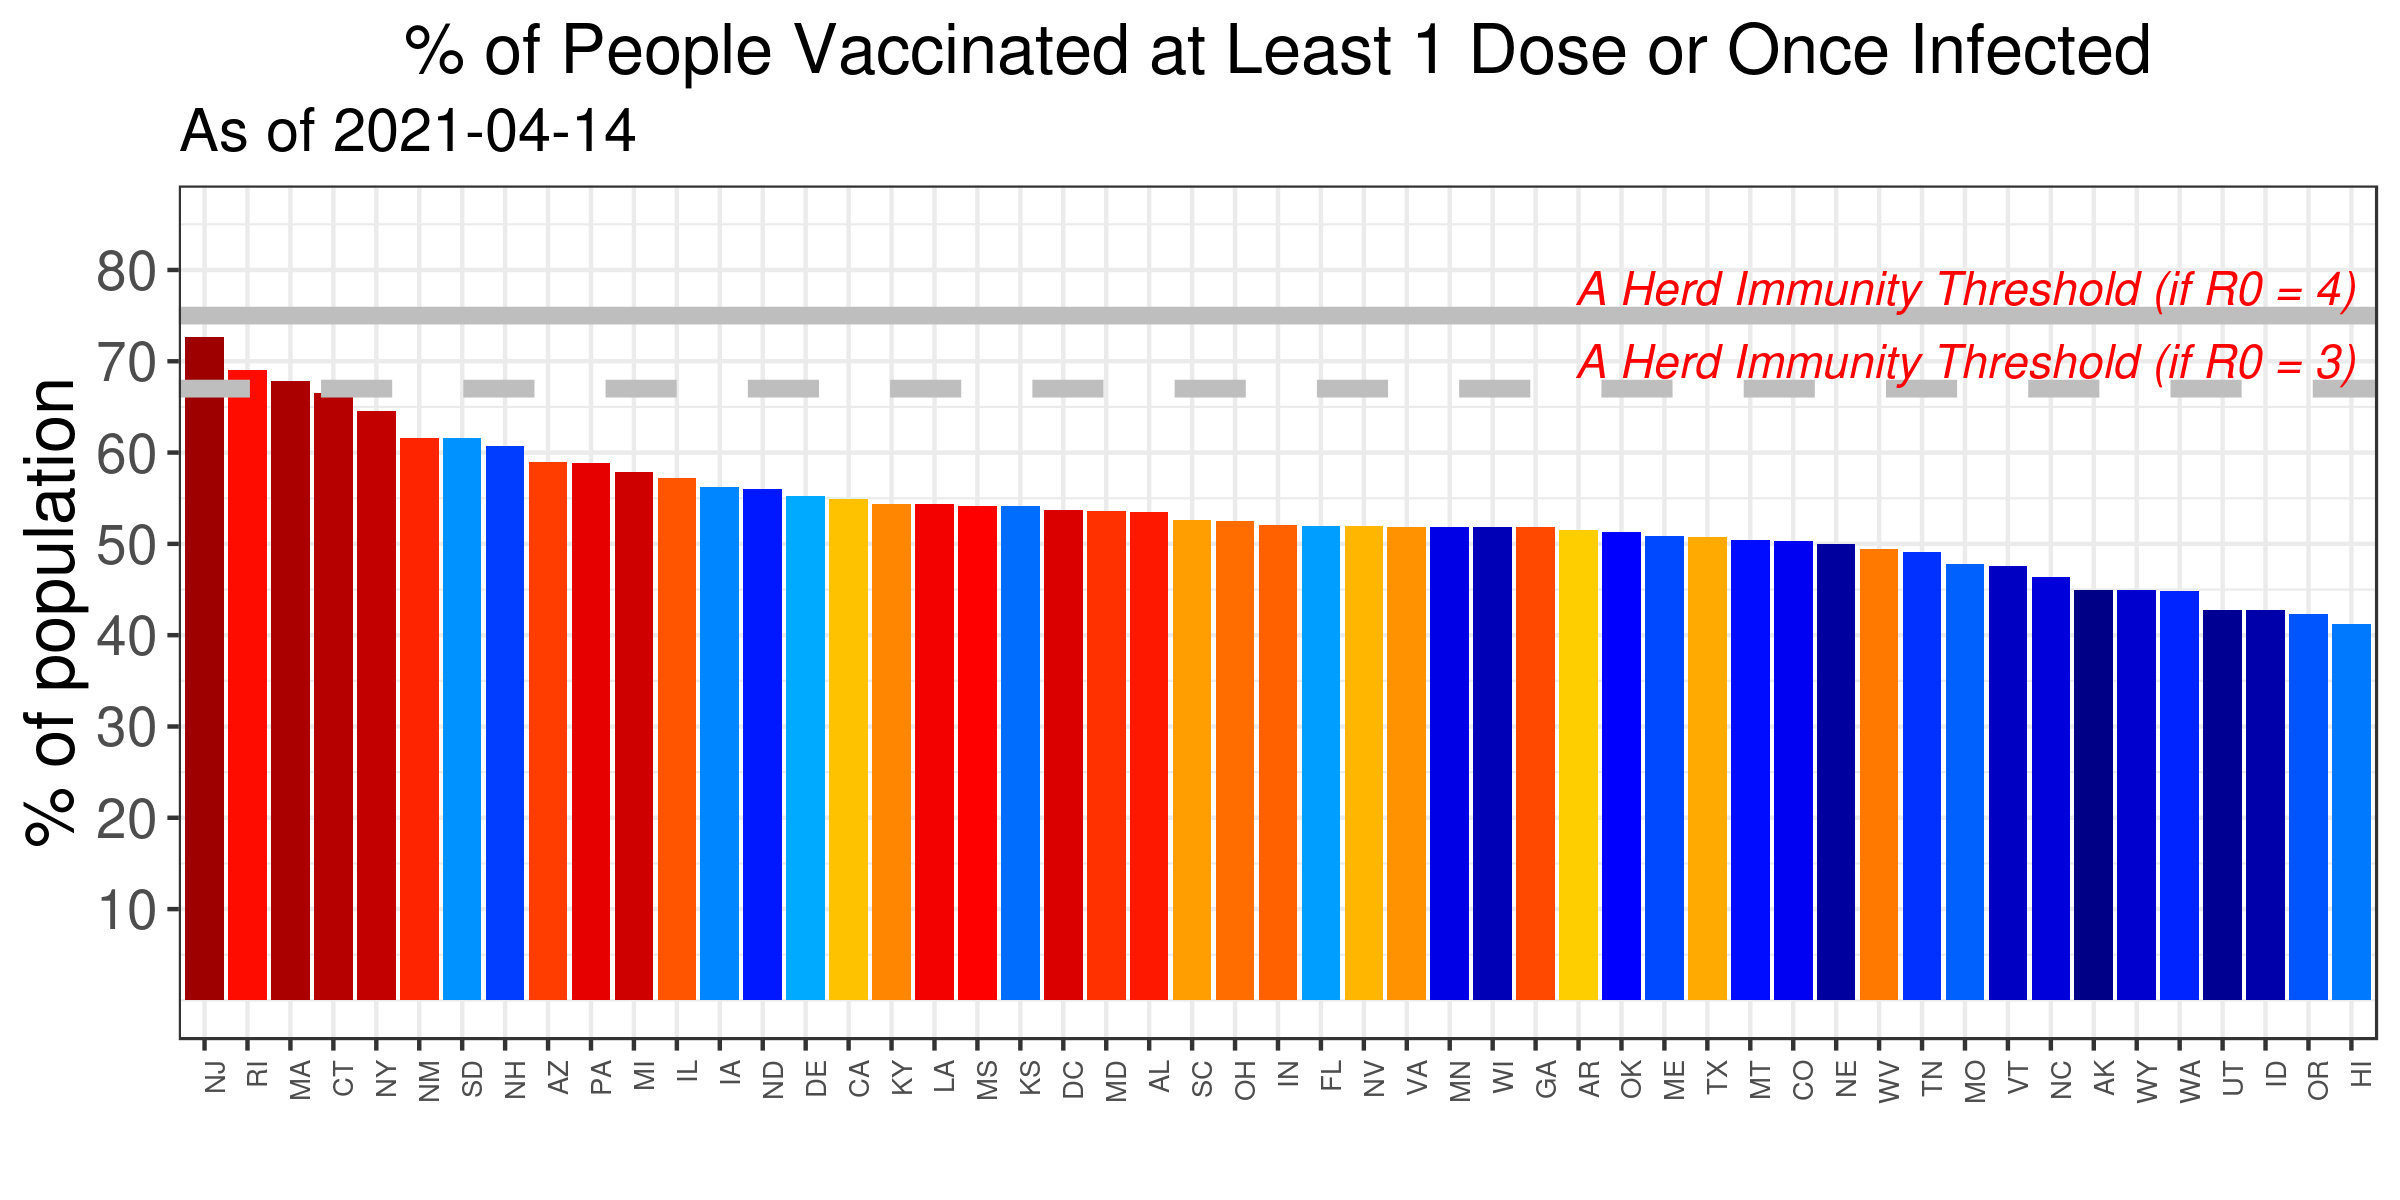 % of People Vaccinated at Least 1 Dose or Once Infected
As of 2021-04-14
% of population
80
70
60
50
40
30
20
10
A Herd Immunity Threshold (if R0 = 4)
A Herd Immunity Threshold (if R0 = 3)
NJ RI MA CT NY NM SD NH AZ PA MI IL IA ND DE CA KY LA MS KS DC MD AL SC OH IN FL NV VA MN WI GA AR OK ME TX MT CO NE WV TN MO VT NC AK WY WA UT ID OR HI